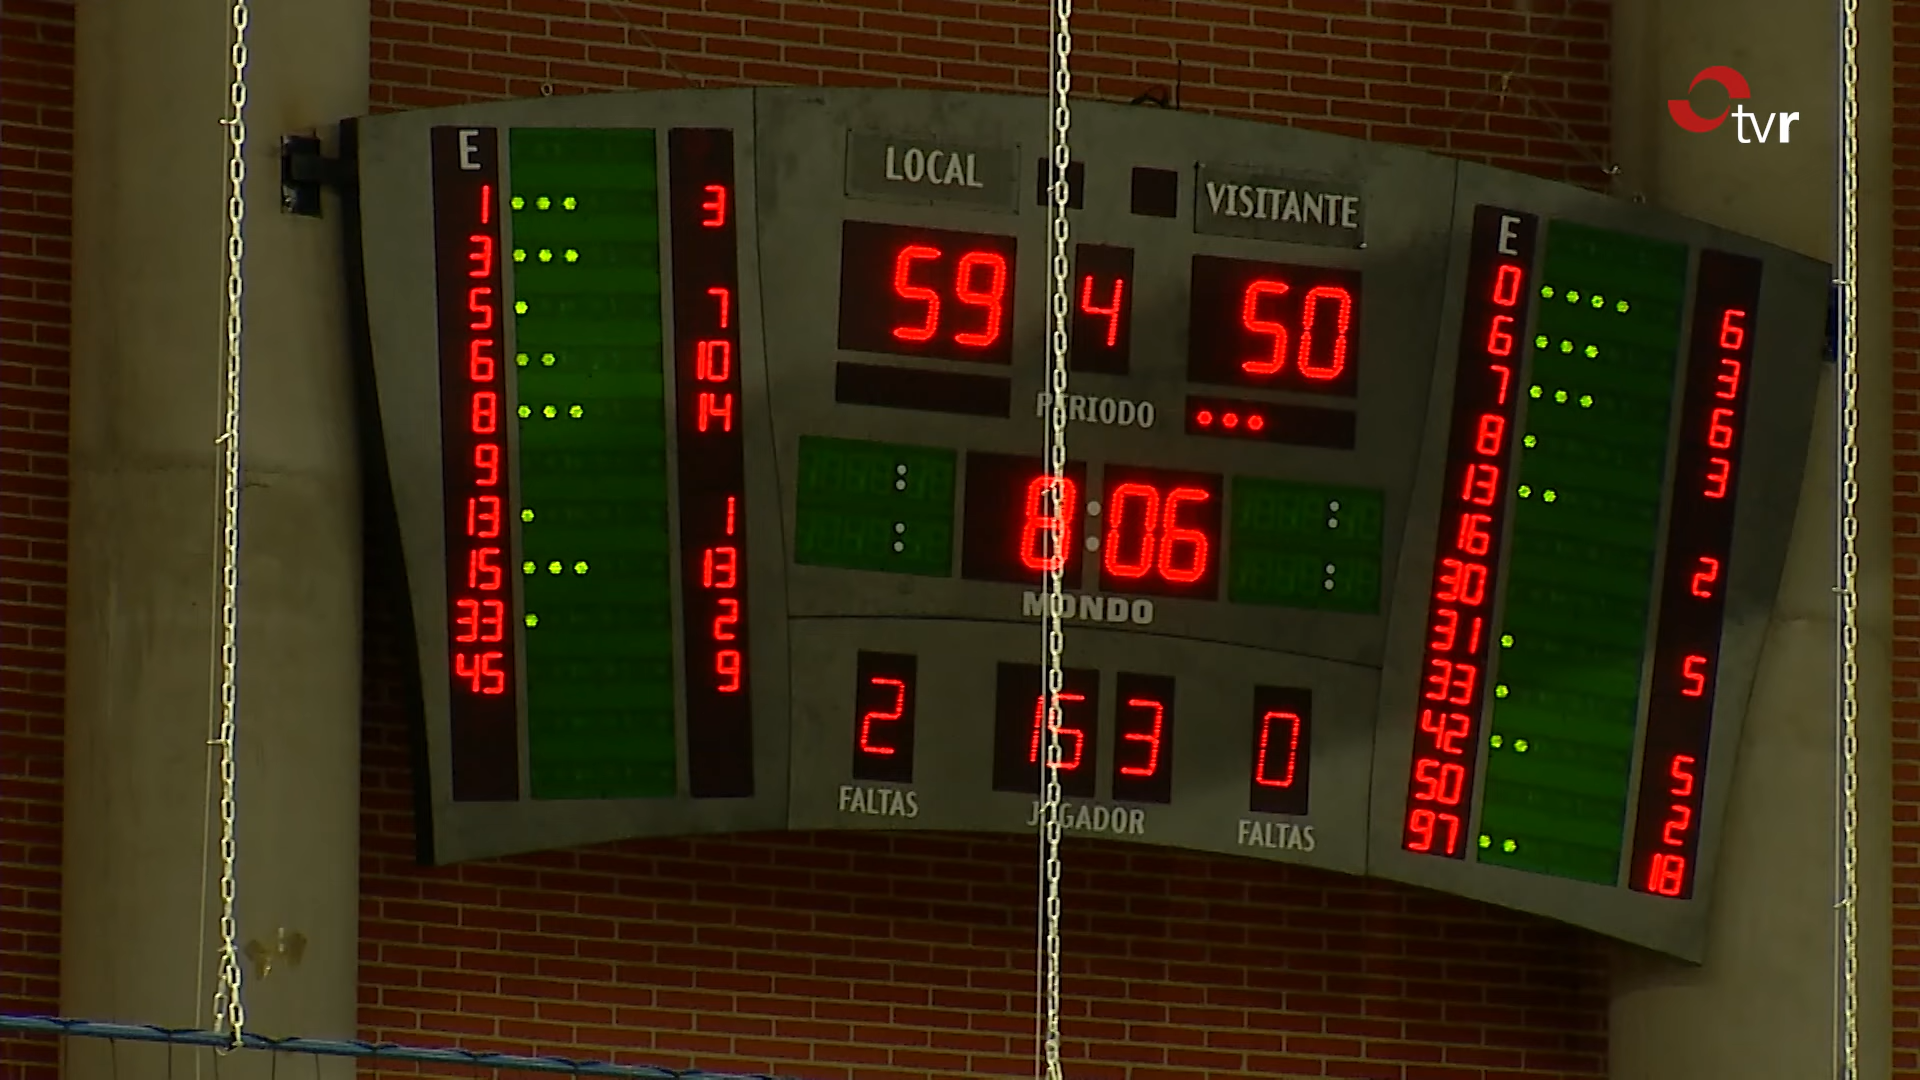 tvr
LOCAL VISITANTE
59 4 50
PERIODO
8:06
MONDO
2 15 3 0
FALTAS JUGADOR FALTAS
E
1 3
3
5 7
6 10
8 14
9
13 1
15 13
33 2
45 9
E
0 6
6 3
7 6
8 3
13
16 2
30
31 5
33
42 5
50 2
97 18